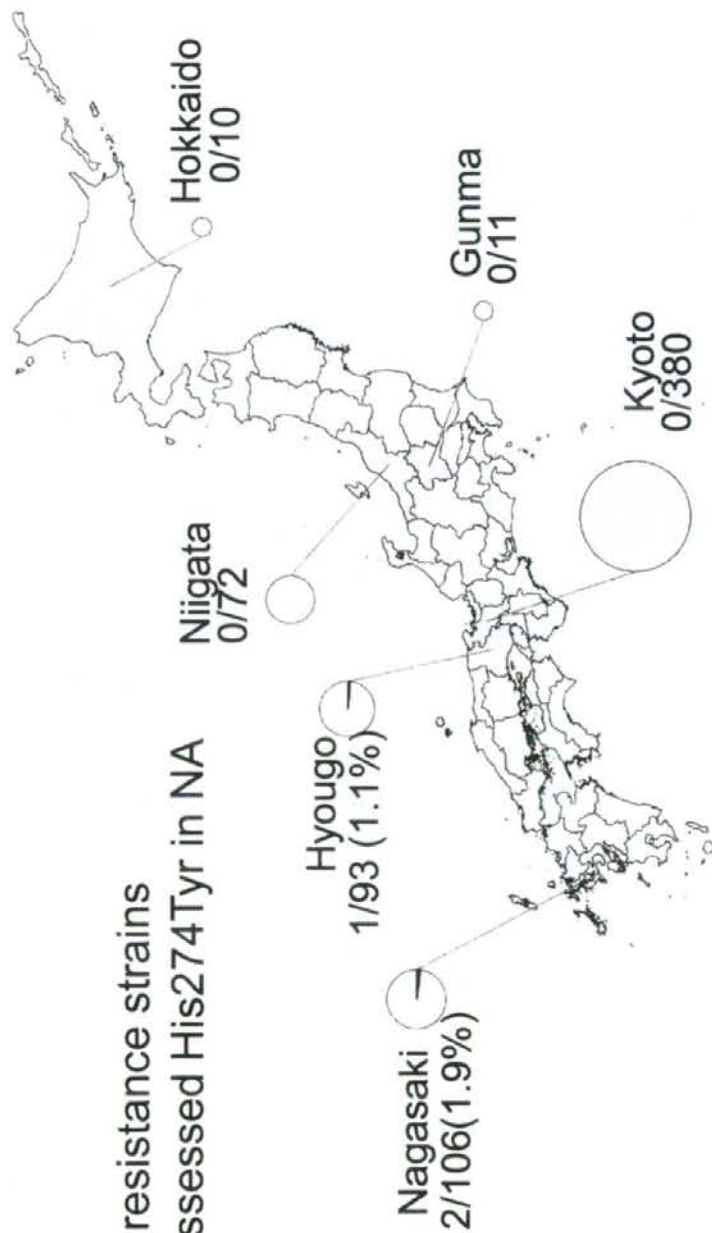 resistance strains
ssessed His274Tyr in NA
Hokkaido
0/10
Niigata
0/72
Hyougo
1/93 (1.1%)
Nagasaki
2/106(1.9%)
Gunma
0/11
Kyoto
0/380